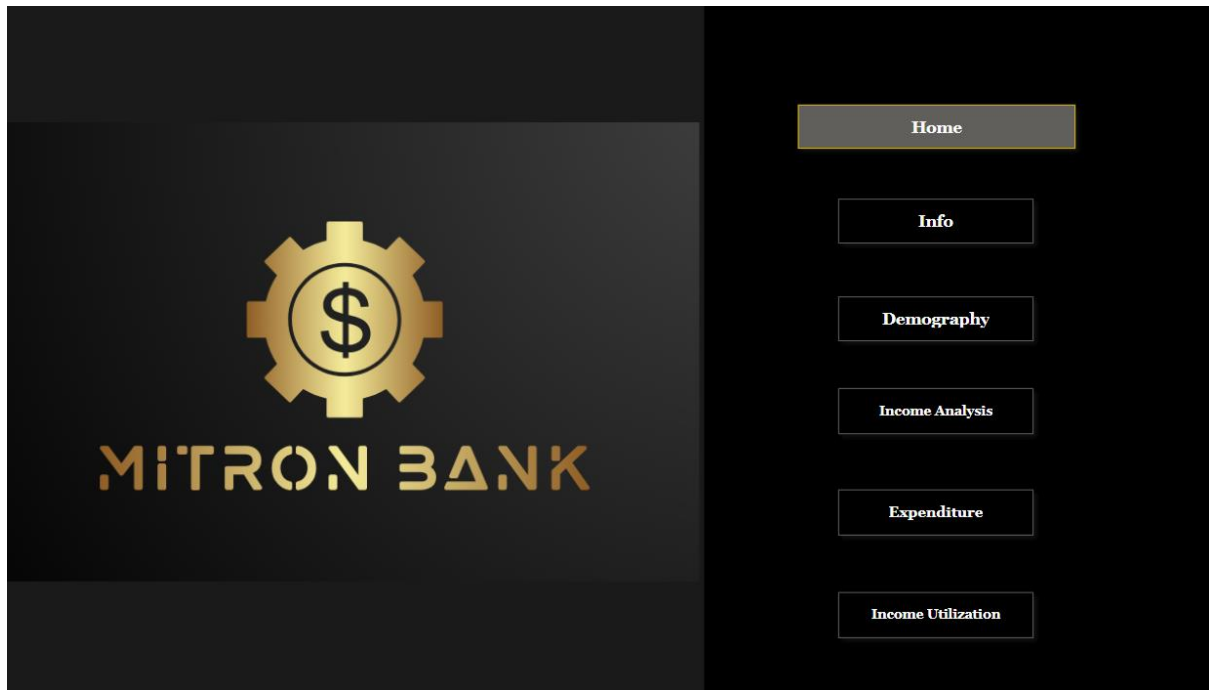 $
MITRON BANK
Home
Info
Demography
Income Analysis
Expenditure
Income Utilization